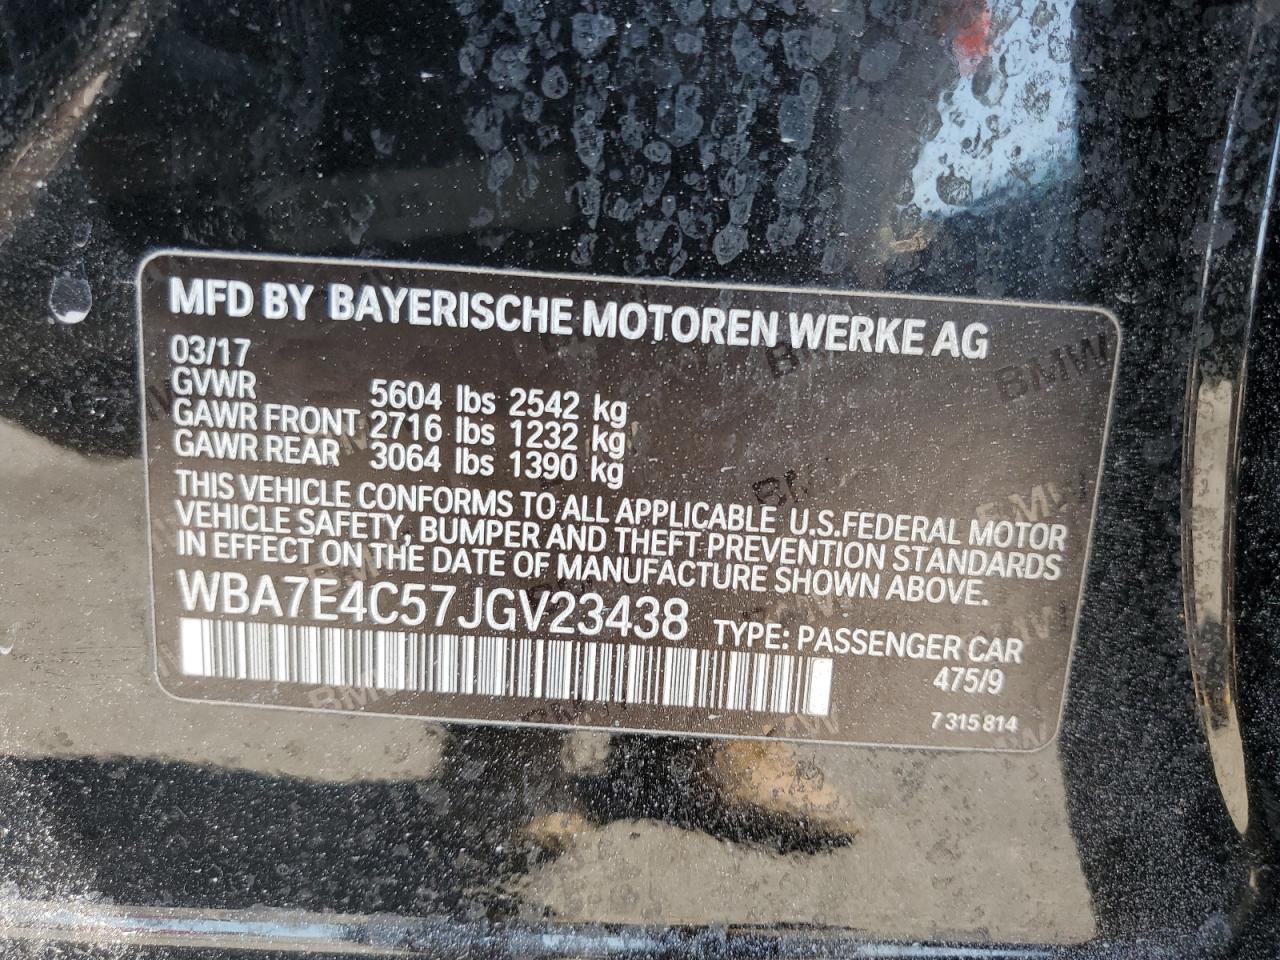 MFD BY BAYERISCHE MOTOREN WERKE AG
03/17
GVWR 5604 lbs 2542 kg
GAWR FRONT 2716 lbs 1232 kg
GAWR REAR 3064 lbs 1390 kg
THIS VEHICLE CONFORMS TO ALL APPLICABLE U.S.FEDERAL MOTOR
VEHICLE SAFETY, BUMPER AND THEFT PREVENTION STANDARDS
IN EFFECT ON THE DATE OF MANUFACTURE SHOWN ABOVE.
WBA7E4C57JGV23438 TYPE: PASSENGER CAR
475/9
7 315 814